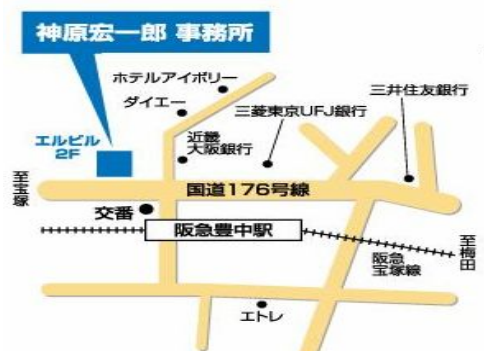 神原宏一郎 事務所
ホテルアイボリー
ダイエー
三菱東京UFJ銀行
三井住友銀行
近畿
大阪銀行
エルビル
2F
至宝塚
国道176号線
交番
阪急豊中駅
至梅田
阪急
宝塚線
エトレ